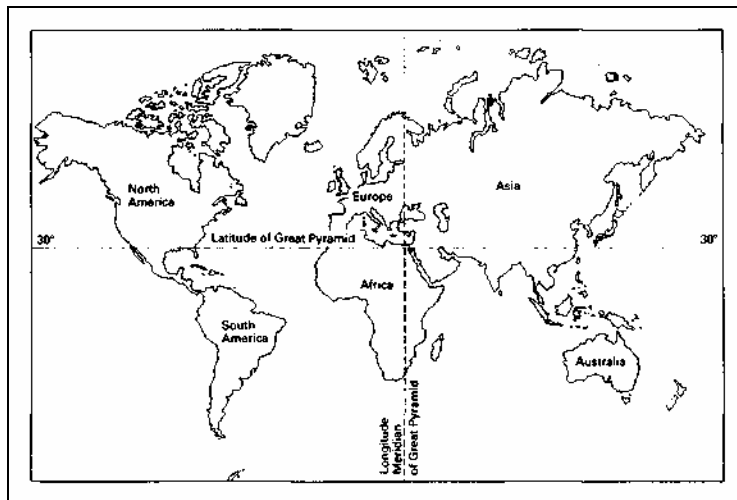 North
America
Europe
Asia
30°
Latitude of Great Pyramid
30°
Africa
South
America
Australia
Longitude
Meridian
of Great Pyramid